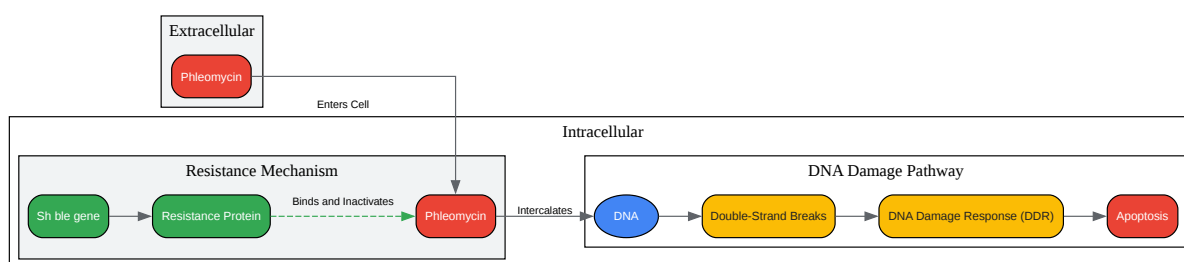 Extracellular
Phleomycin
Enters Cell
Intracellular
Resistance Mechanism
DNA Damage Pathway
Sh ble gene
Resistance Protein
Binds and Inactivates
Phleomycin
Intercalates
DNA
Double-Strand Breaks
DNA Damage Response (DDR)
Apoptosis